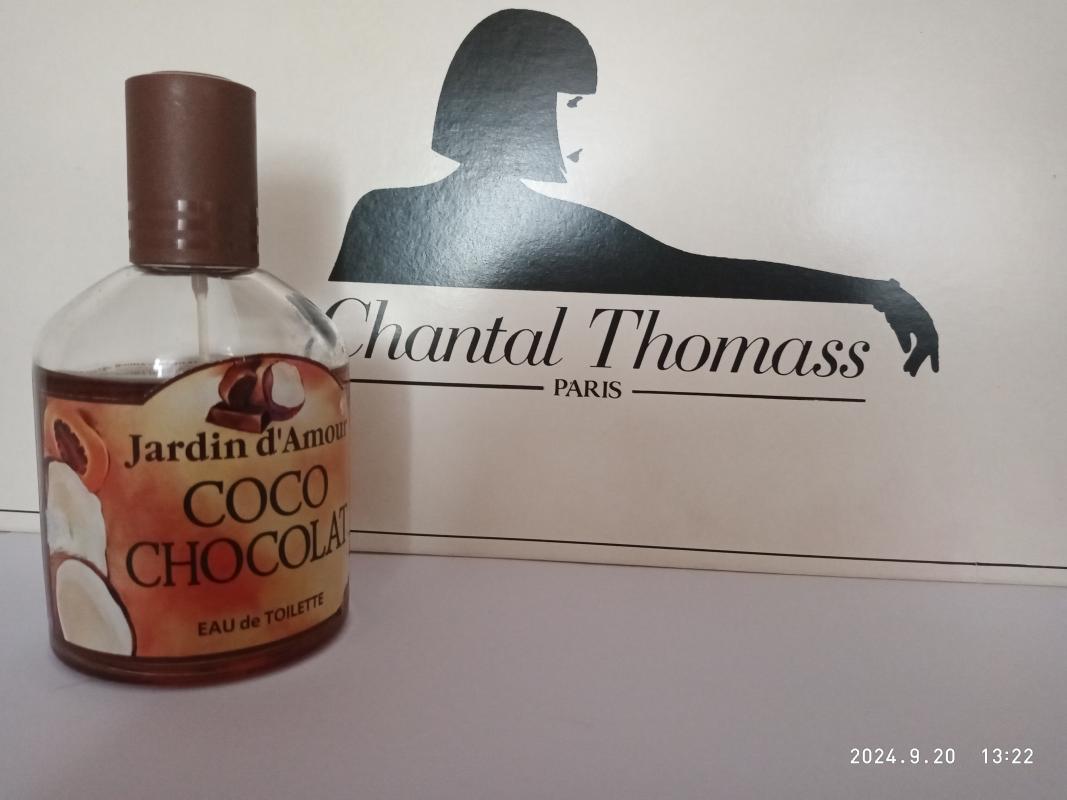 Chantal Thomass
PARIS
Jardin d'Amour
COCO
CHOCOLAT
EAU de TOILETTE
2024.9.20 13:22